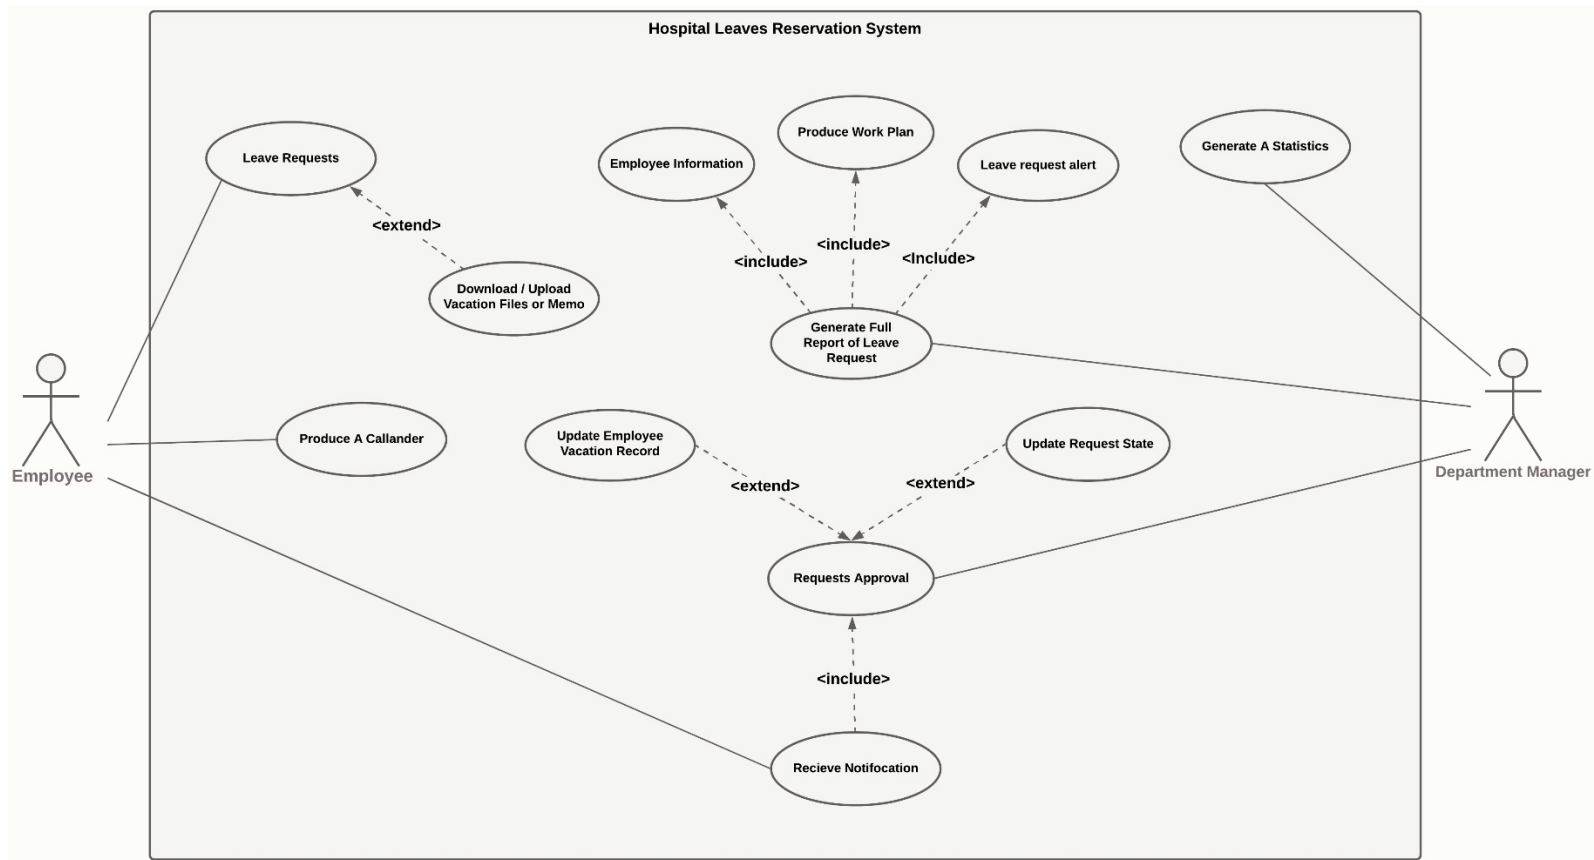 Hospital Leaves Reservation System
Leave Requests
Employee Information
Produce Work Plan
Leave request alert
Generate A Statistics
<extend>
<include>
<include>
<Include>
Download / Upload
Vacation Files or Memo
Generate Full
Report of Leave
Request
Employee
Department Manager
Produce A Callander
Update Employee
Vacation Record
Update Request State
<extend>
<extend>
Requests Approval
<include>
Recieve Notifocation